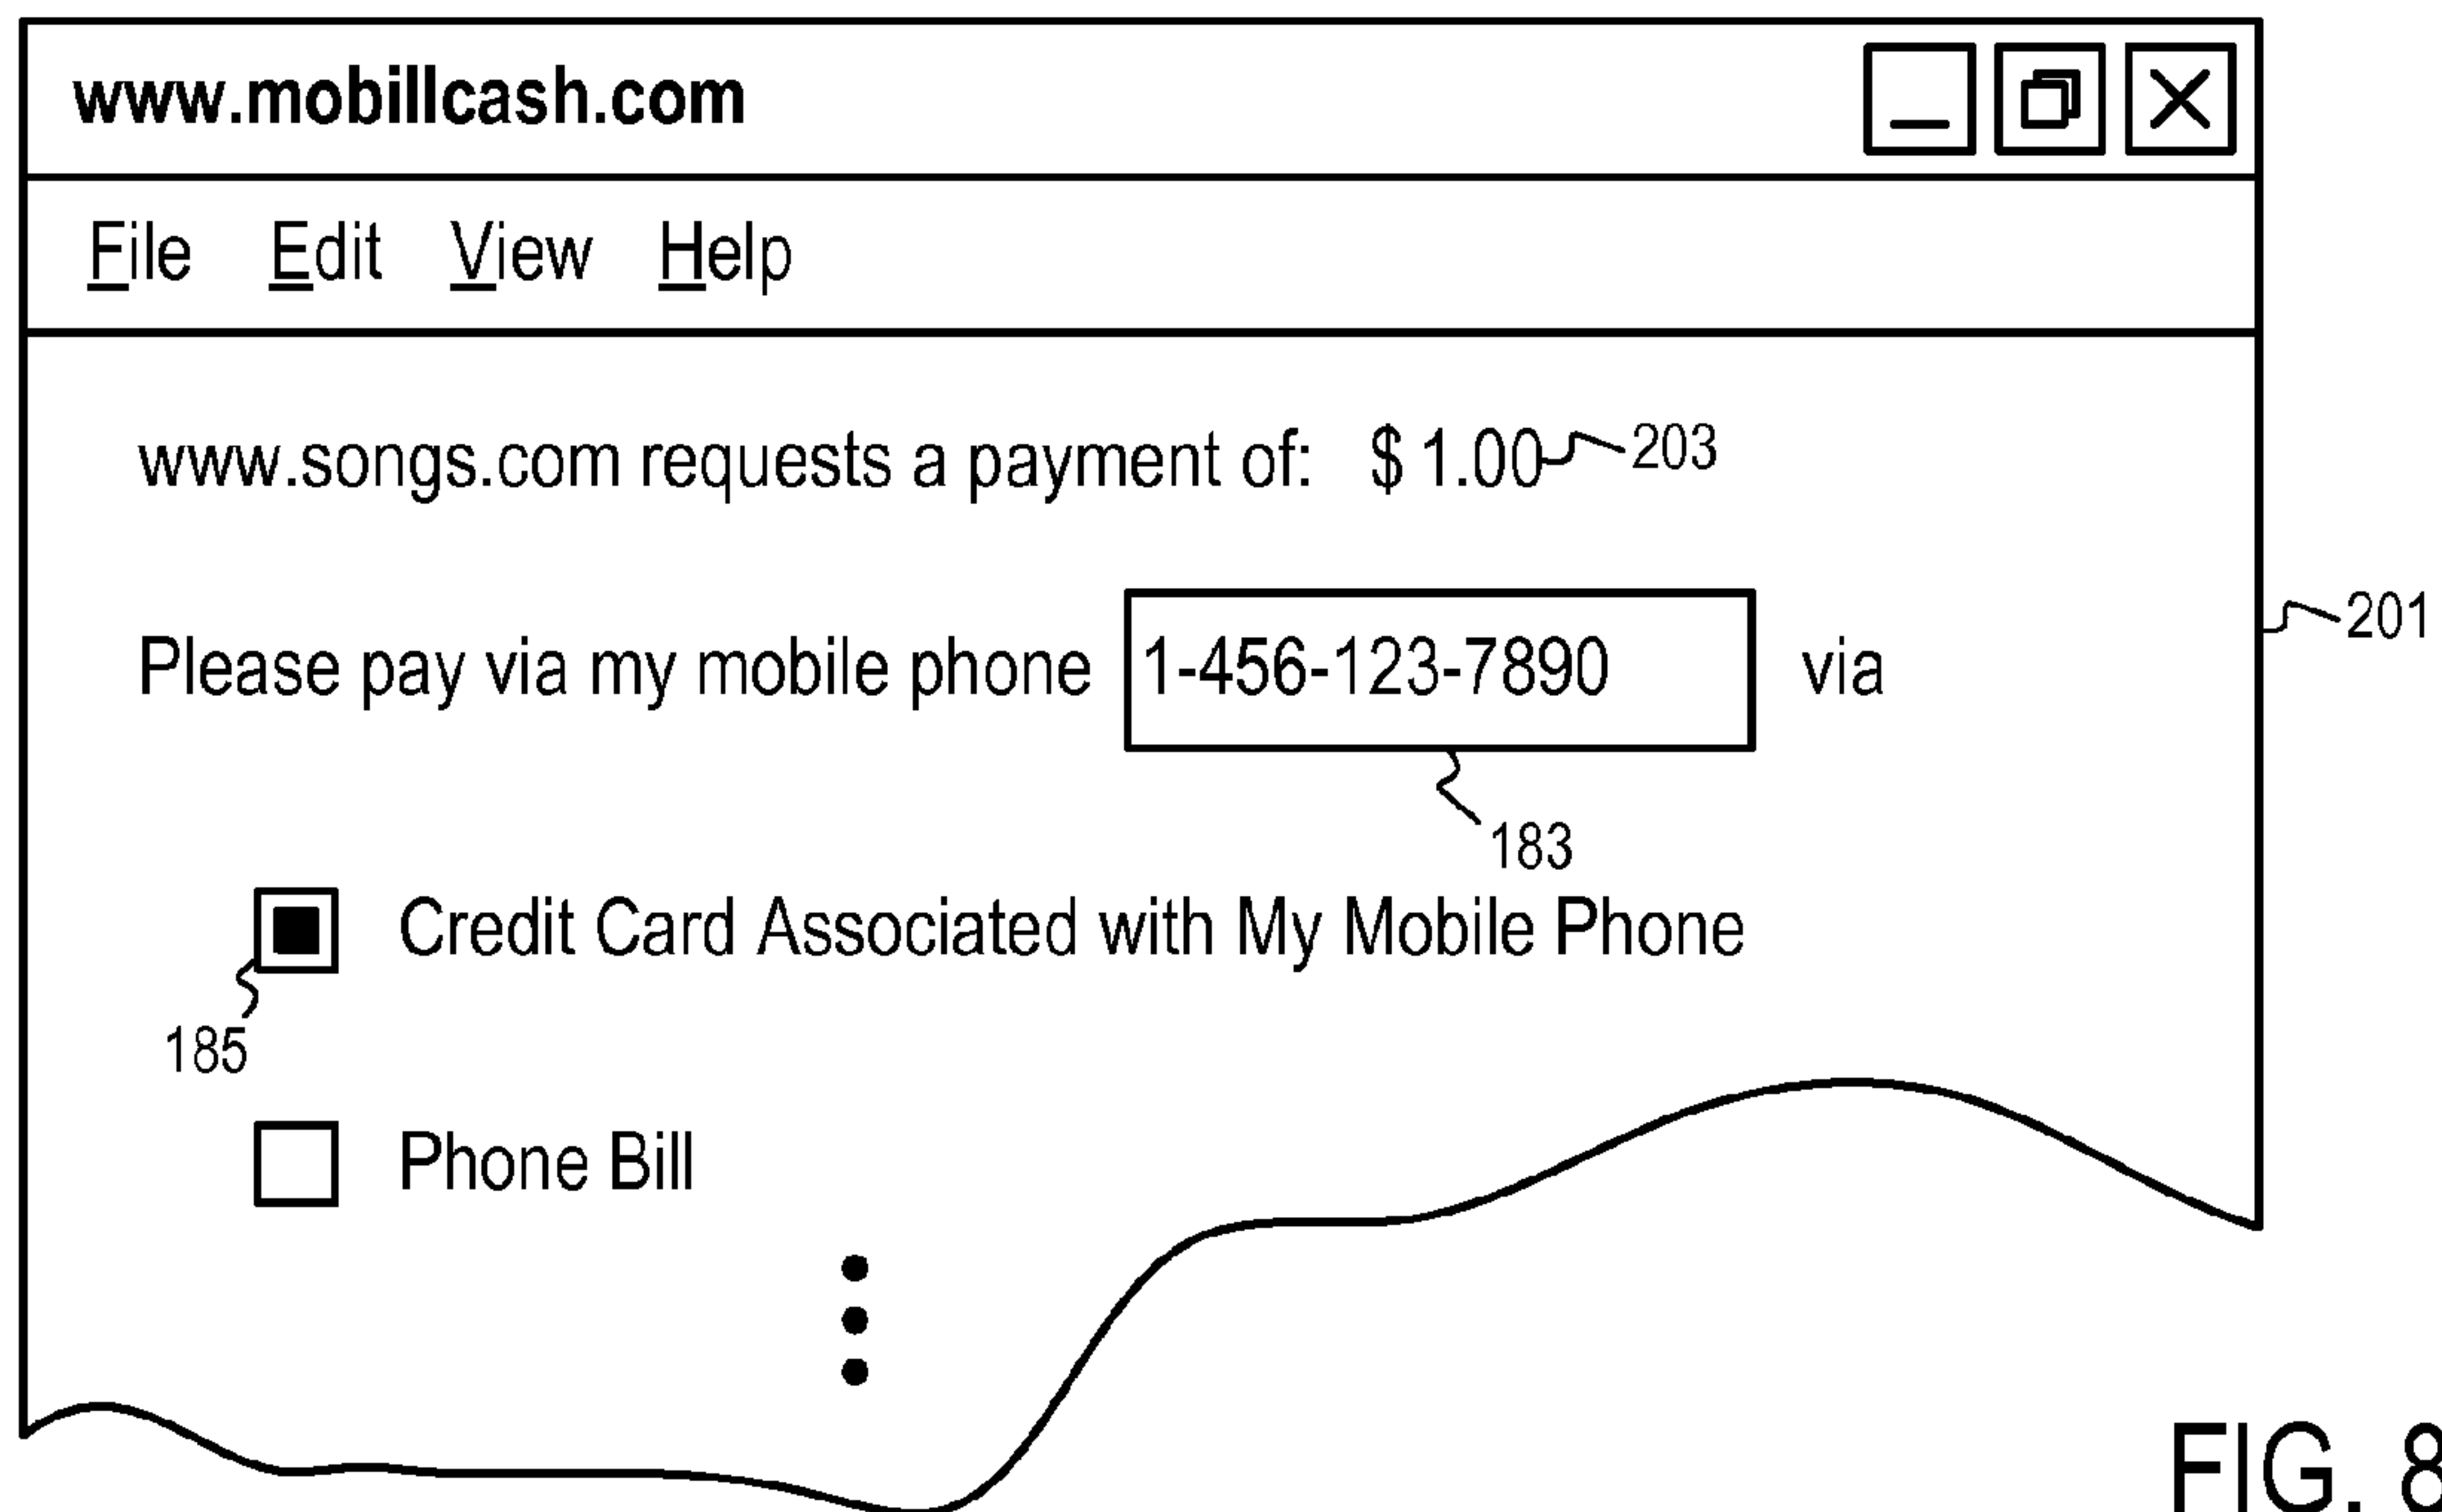 www.mobillcash.com
File Edit View Help
www.songs.com requests a payment of: $ 1.00 203
201
Please pay via my mobile phone 1-456-123-7890 via
183
Credit Card Associated with My Mobile Phone
185
Phone Bill
FIG. 8